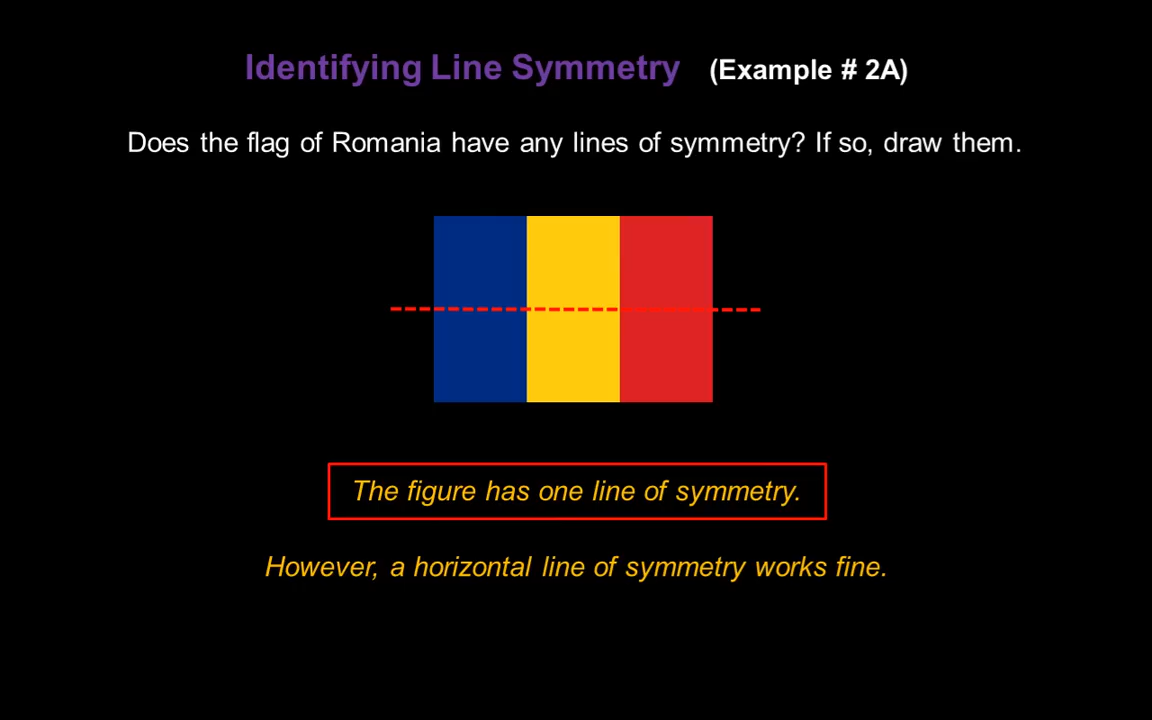 Identifying Line Symmetry (Example # 2A)
Does the flag of Romania have any lines of symmetry? If so, draw them.
The figure has one line of symmetry.
However, a horizontal line of symmetry works fine.